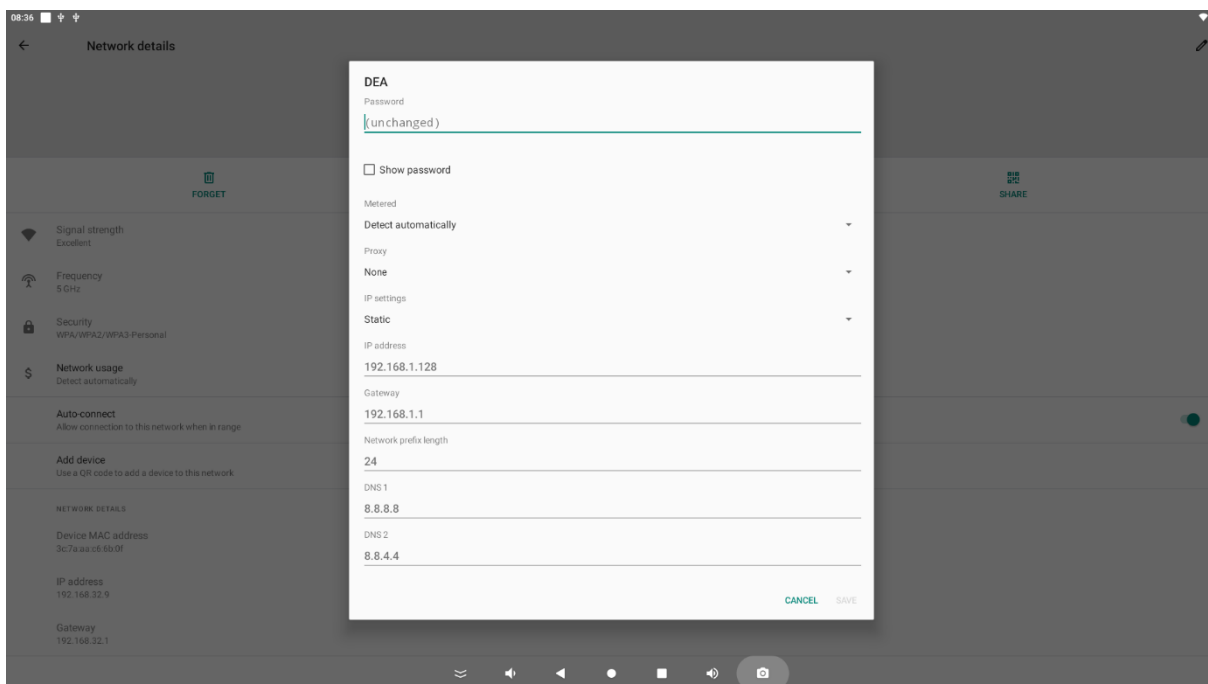 08:36
Network details
DEA
Password
(unchanged)
Show password
FORGET
SHARE
Metered
Detect automatically
Proxy
None
IP settings
Static
IP address
192.168.1.128
Gateway
192.168.1.1
Network prefix length
24
DNS 1
8.8.8.8
DNS 2
8.8.4.4
CANCEL SAVE
Signal strength
Excellent
Frequency
5 GHz
Security
WPA/WPA2/WPA3-Personal
Network usage
Detect automatically
Auto-connect
Allow connection to this network when in range
Add device
Use a QR code to add a device to this network
NETWORK DETAILS
Device MAC address
3c:7a:aa:c6:6b:0f
IP address
192.168.32.9
Gateway
192.168.32.1